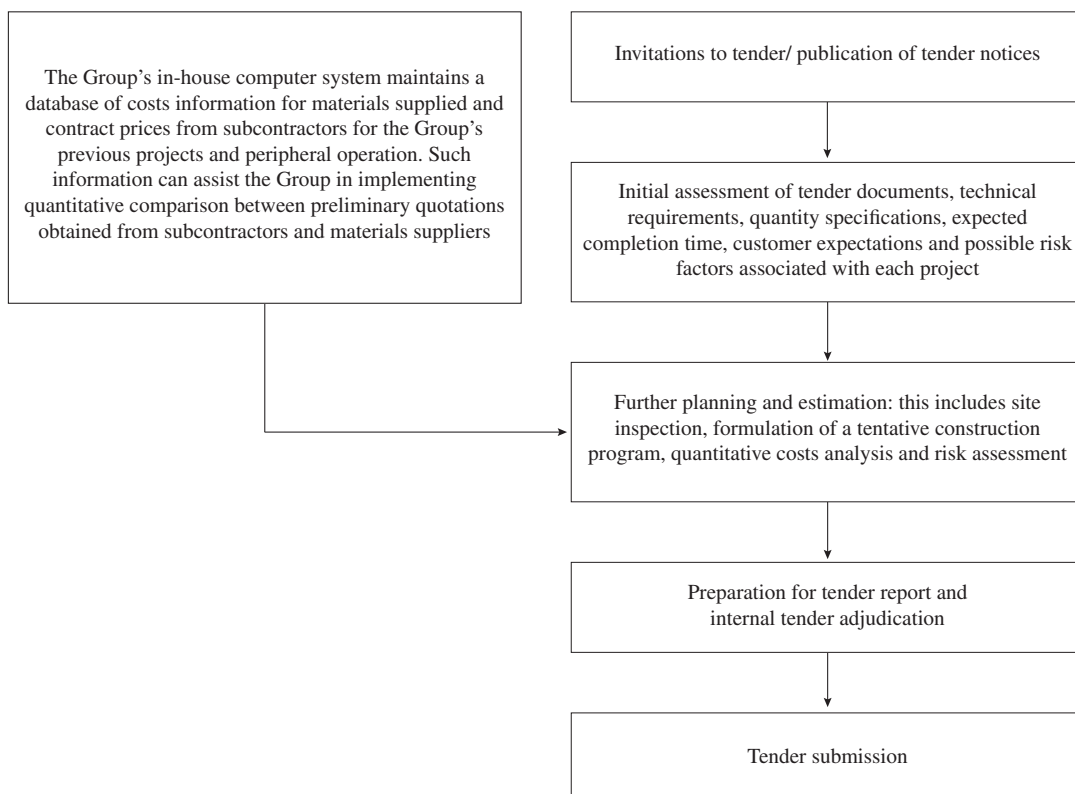 The Group's in-house computer system maintains a
database of costs information for materials supplied and
contract prices from subcontractors for the Group's
previous projects and peripheral operation. Such
information can assist the Group in implementing
quantitative comparison between preliminary quotations
obtained from subcontractors and materials suppliers
Invitations to tender/ publication of tender notices
Initial assessment of tender documents, technical
requirements, quantity specifications, expected
completion time, customer expectations and possible risk
factors associated with each project
Further planning and estimation: this includes site
inspection, formulation of a tentative construction
program, quantitative costs analysis and risk assessment
Preparation for tender report and
internal tender adjudication
Tender submission